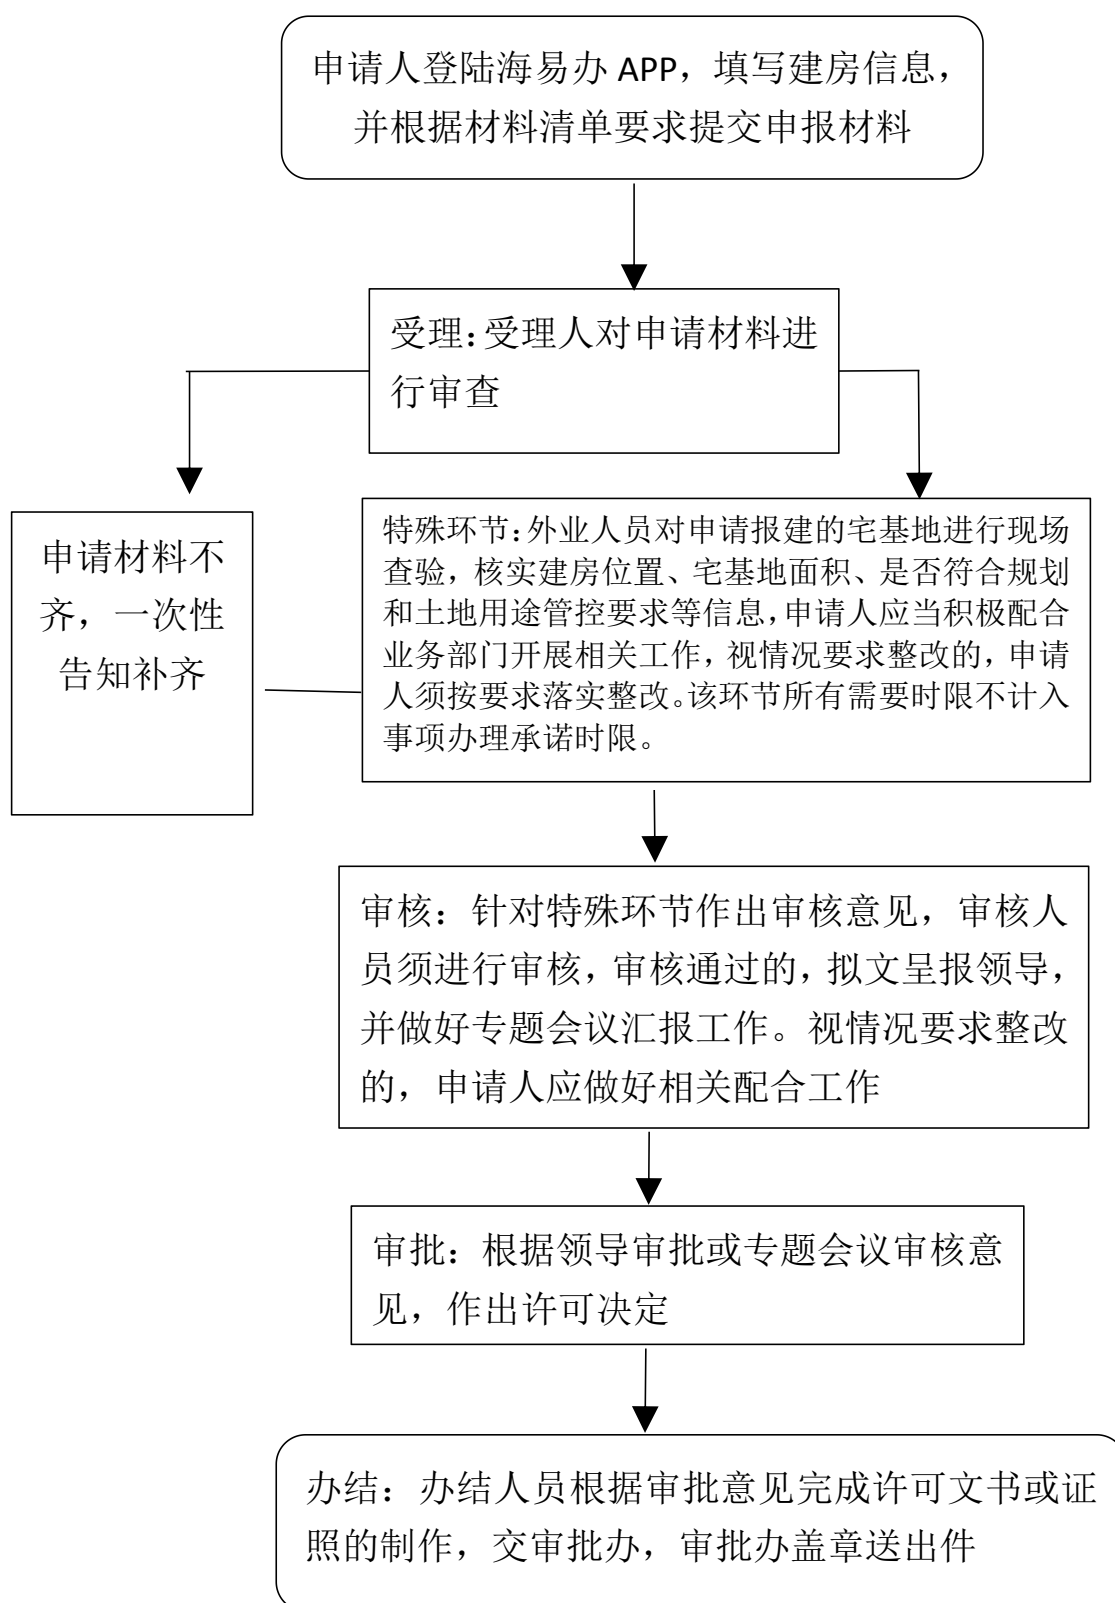 申请人登陆海易办 APP，填写建房信息，
并根据材料清单要求提交申报材料
受理：受理人对申请材料进
行审查
申请材料不
齐，一次性
告知补齐
特殊环节：外业人员对申请报建的宅基地进行现场
查验，核实建房位置、宅基地面积、是否符合规划
和土地用途管控要求等信息，申请人应当积极配合
业务部门开展相关工作，视情况要求整改的，申请
人须按要求落实整改。该环节所有需要时限不计入
事项办理承诺时限。
审核：针对特殊环节作出审核意见，审核人
员须进行审核，审核通过的，拟文呈报领导，
并做好专题会议汇报工作。视情况要求整改
的，申请人应做好相关配合工作
审批：根据领导审批或专题会议审核意
见，作出许可决定
办结：办结人员根据审批意见完成许可文书或证
照的制作，交审批办，审批办盖章送出件